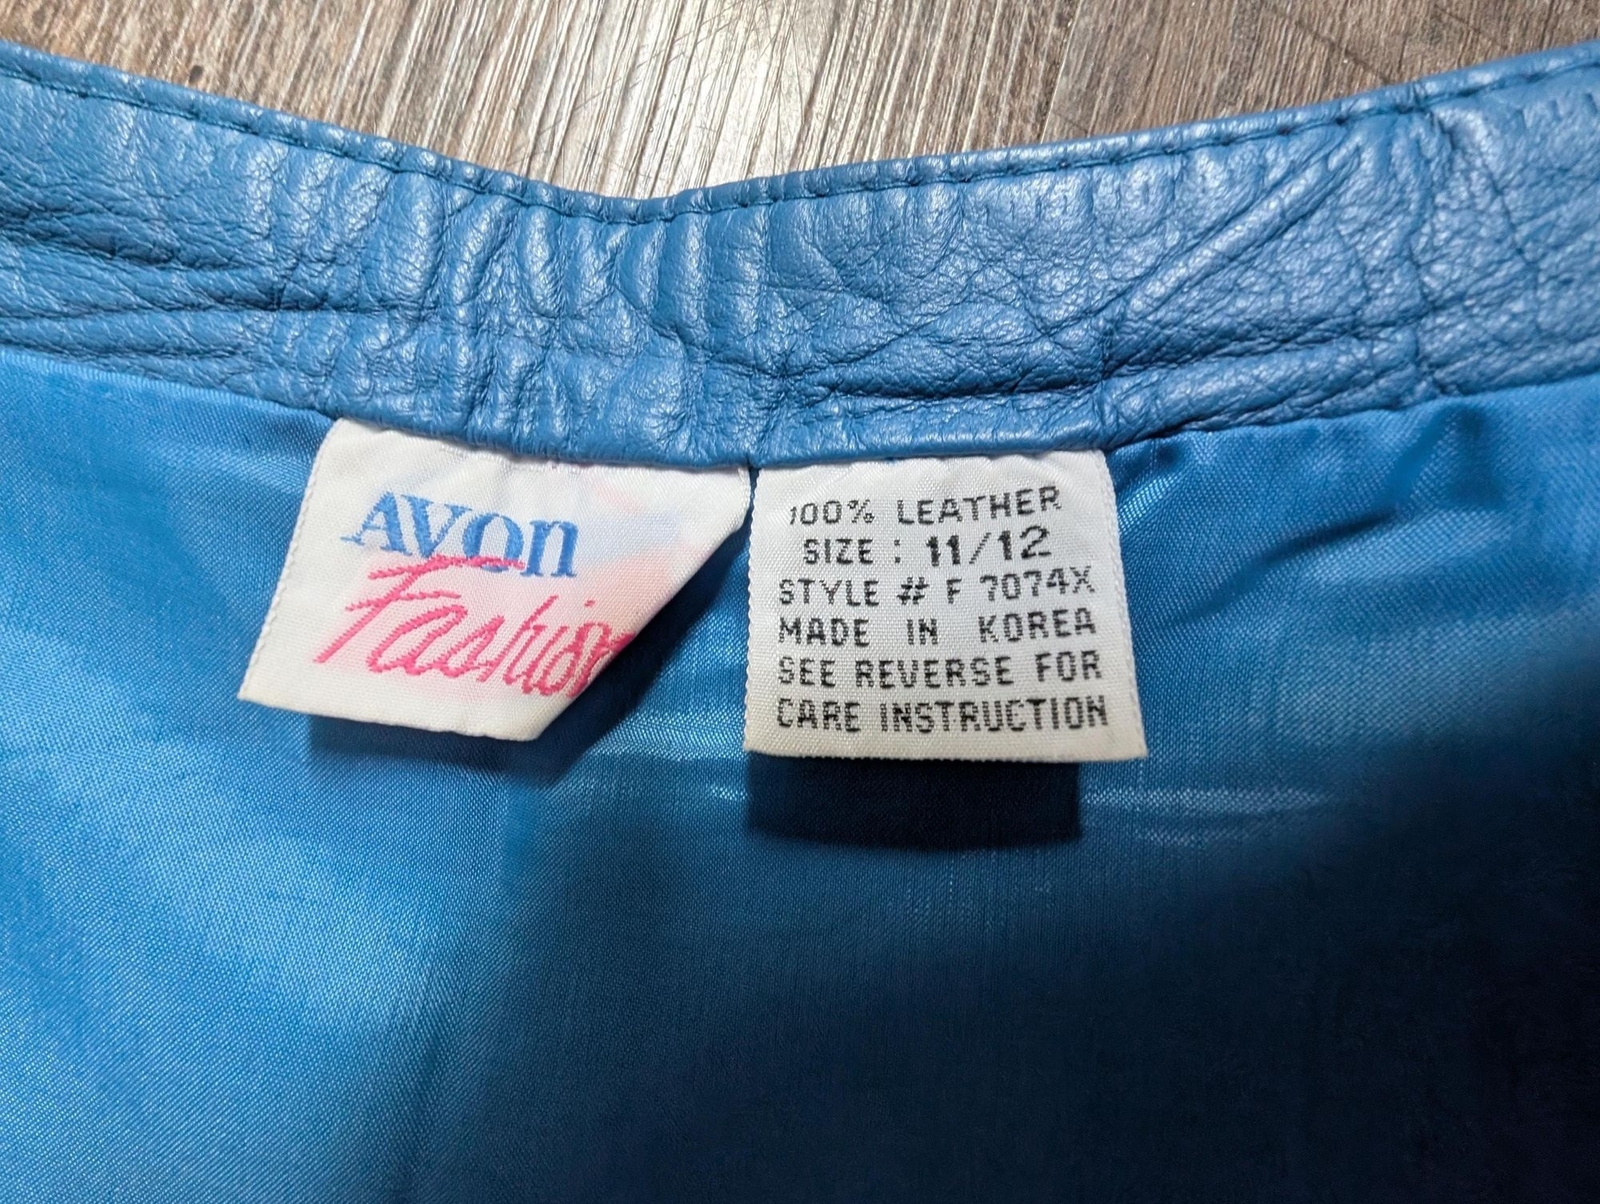 AVON
Fashion
100% LEATHER
SIZE : 11/12
STYLE # F 7074X
MADE IN KOREA
SEE REVERSE FOR
CARE INSTRUCTION